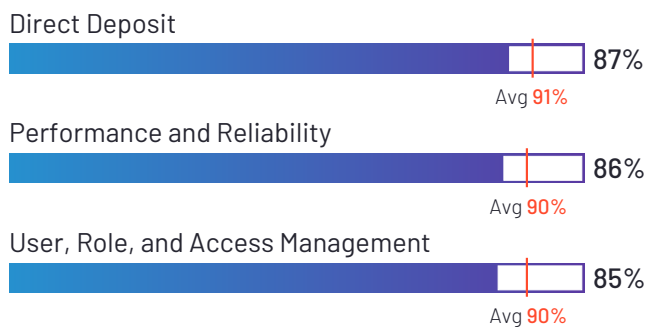 Direct Deposit
87%
Avg 91%
Performance and Reliability
86%
Avg 90%
User, Role, and Access Management
85%
Avg 90%